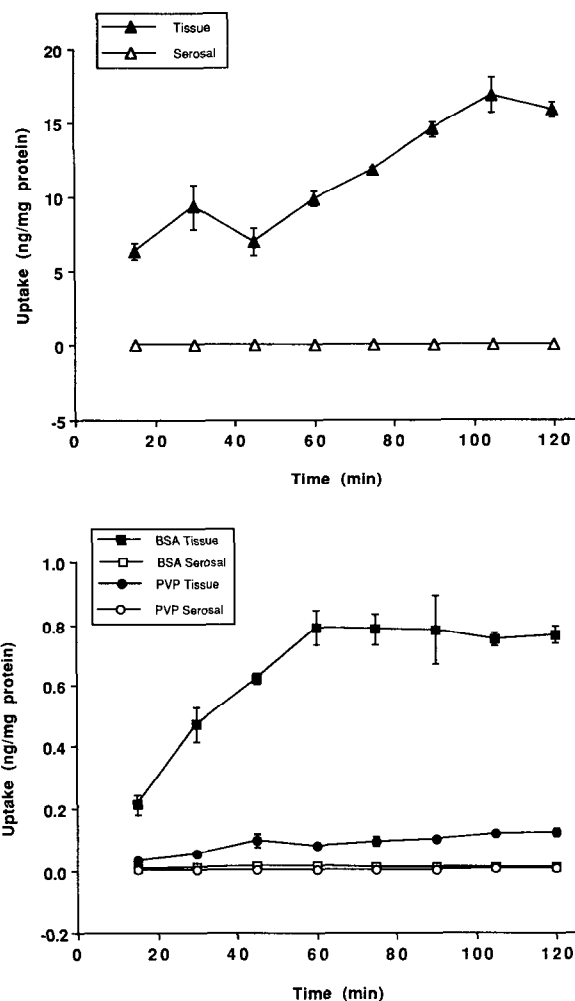 Tissue
Serosal
20
15
10
5
0
-5
Uptake (ng/mg protein)
0 20 40 60 80 100 120
Time (min)
BSA Tissue
BSA Serosal
PVP Tissue
PVP Serosal
1.0
0.8
0.6
0.4
0.2
0.0
-0.2
Uptake (ng/mg protein)
0 20 40 60 80 100 120
Time (min)